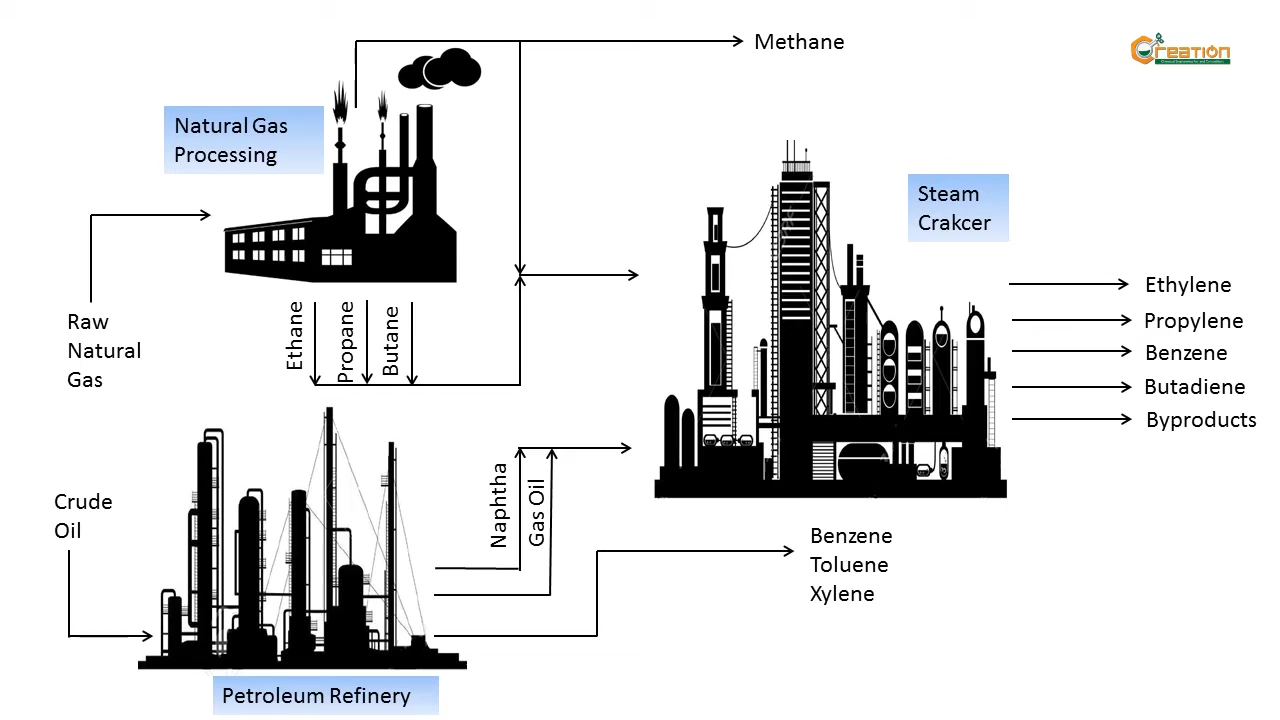 Methane
Creation
Natural Gas
Processing
Steam
Crakcer
Raw
Natural
Gas
Ethane
Propane
Butane
Ethylene
Propylene
Benzene
Butadiene
Byproducts
Crude
Oil
Naphtha
Gas Oil
Benzene
Toluene
Xylene
Petroleum Refinery